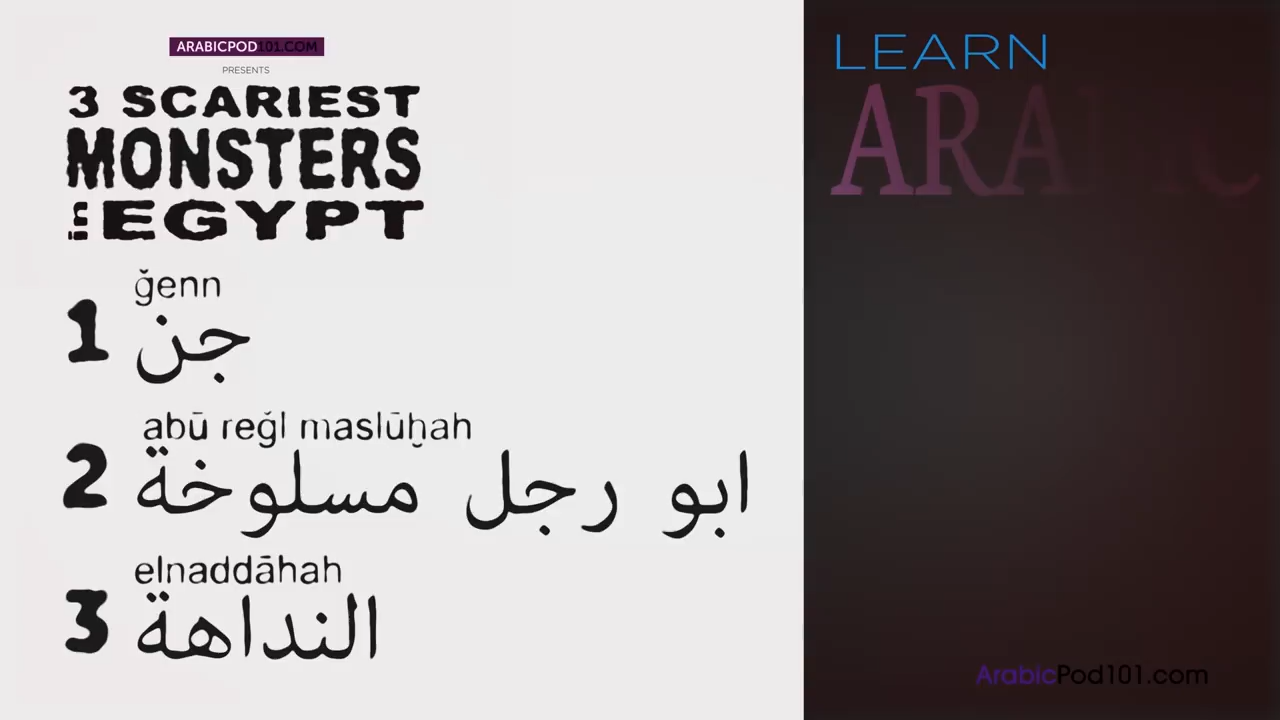 ARABICPOD101.COM
PRESENTS
3 SCARIEST
MONSTERS
in EGYPT
1
ğenn
جن
2
abū reğl maslūḫah
ابو رجل مسلوخة
3
elnaddāhah
النداهة
LEARN
ARABIC
ArabicPod101.com